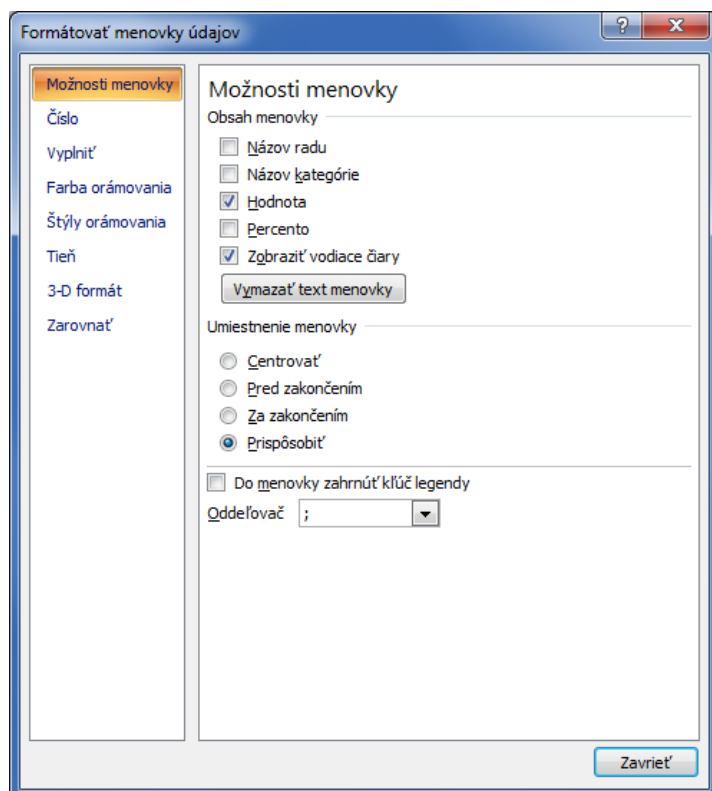 Formátovať menovky údajov
Možnosti menovky
Číslo
Vyplniť
Farba orámovania
Štýly orámovania
Tieň
3-D formát
Zarovnať
Možnosti menovky
Obsah menovky
Názov radu
Názov kategórie
Hodnota
Percento
Zobraziť vodiace čiary
Vymazať text menovky
Umiestnenie menovky
Centrovať
Pred zakončením
Za zakončením
Prispôsobiť
Do menovky zahrnúť kľúč legendy
Oddeľovač ;
Zavrieť